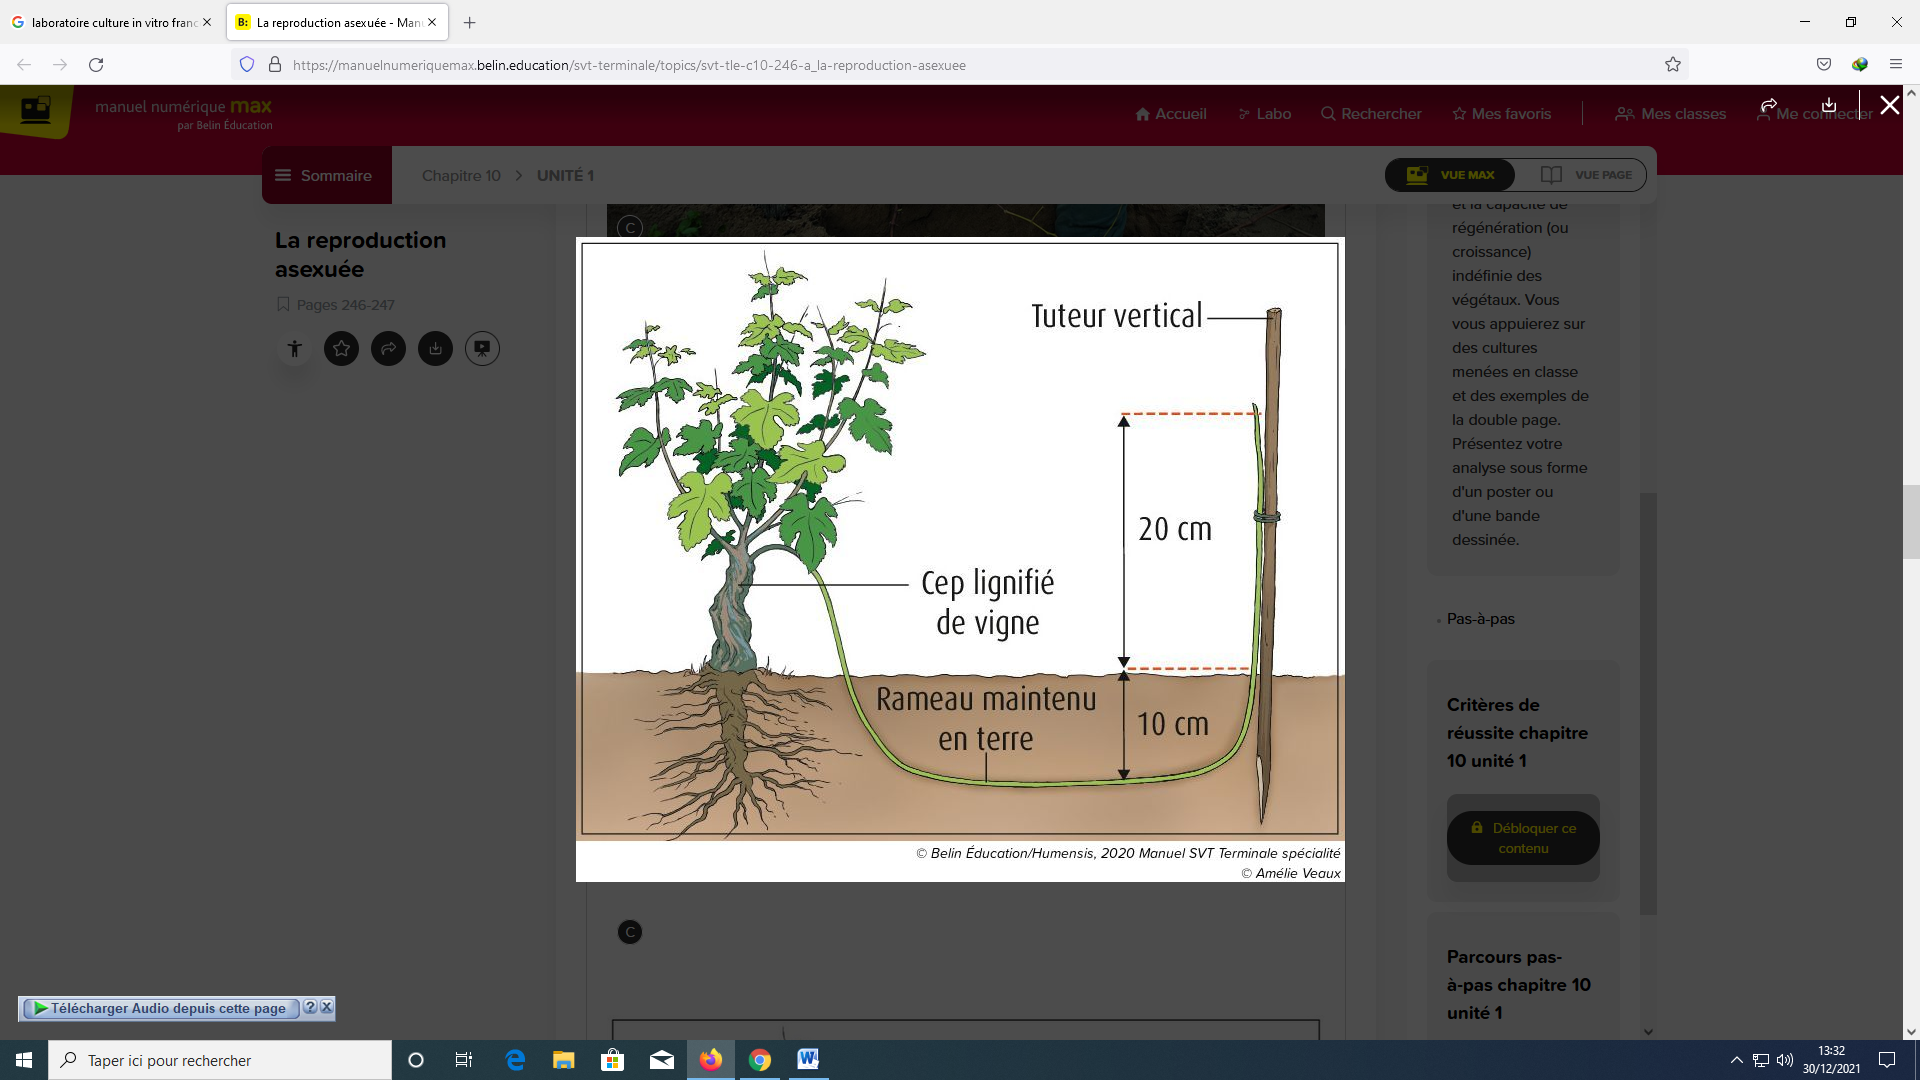 laboratoire culture in vitro franc
La reproduction asexuée - Man
https://manuelnumeriquemax.belin.education/svt-terminale/topics/svt-tle-c10-246-a_la-reproduction-asexuee
manuel numérique max
par Belin Éducation
Accueil
Labo
Rechercher
Mes favoris
Mes classes
Me connecter
Sommaire
Chapitre 10 > UNITÉ 1
VUE MAX
VUE PAGE
La reproduction
asexuée
Pages 246-247
C
Tuteur vertical
20 cm
Cep lignifié
de vigne
Rameau maintenu
en terre
10 cm
© Belin Éducation/Humensis, 2020 Manuel SVT Terminale spécialité
© Amélie Veaux
C
et la capacité de
régénération (ou
croissance)
indéfinie des
végétaux. Vous
vous appuierez sur
des cultures
menées en classe
et des exemples de
la double page.
Présentez votre
analyse sous forme
d'un poster ou
d'une bande
dessinée.
Pas-à-pas
Critères de
réussite chapitre
10 unité 1
Débloquer ce
contenu
Parcours pas-
à-pas chapitre 10
unité 1
Télécharger Audio depuis cette page
Taper ici pour rechercher
13:32
30/12/2021